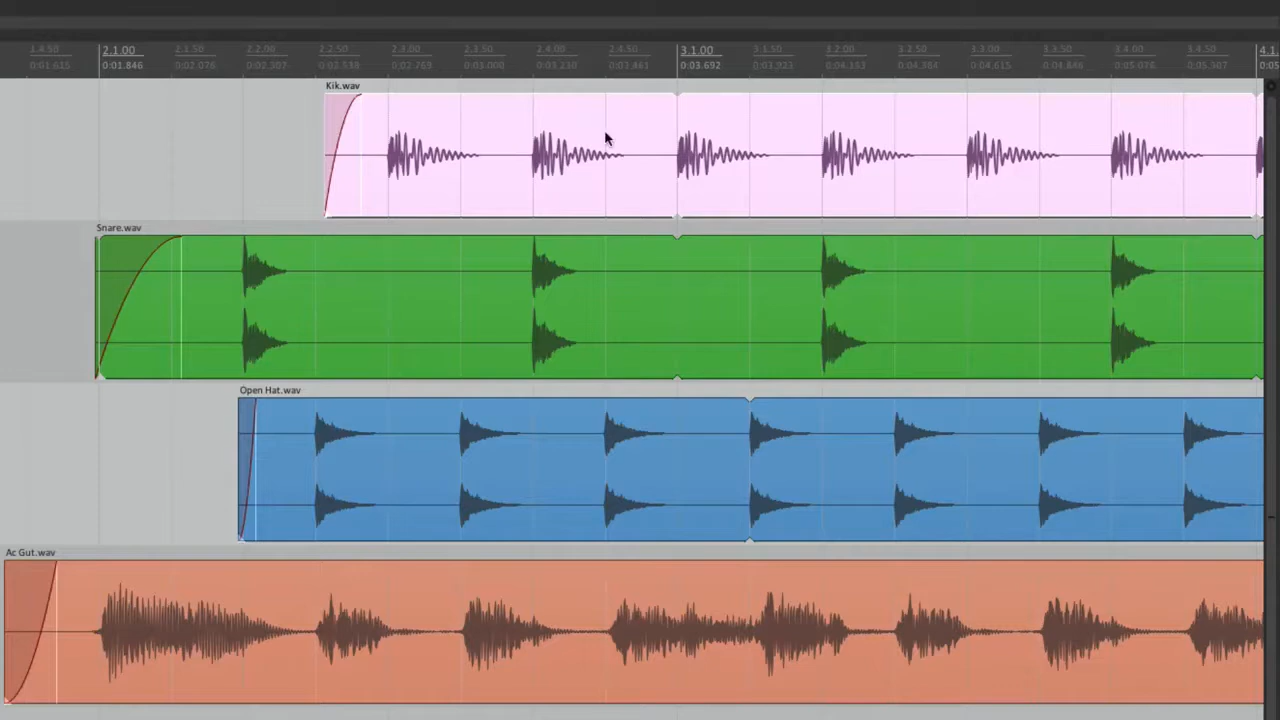 1.4.50 2.1.00 2.1.50 2.2.00 2.2.50 2.3.00 2.3.50 2.4.00 2.4.50 3.1.00 3.1.50 3.2.00 3.2.50 3.3.00 3.3.50 3.4.00 3.4.50 4.1.
0:01.615 0:01.846 0:02.076 0:02.307 0:02.538 0:02.769 0:03.000 0:03.230 0:03.461 0:03.692 0:03.923 0:04.153 0:04.384 0:04.615 0:04.846 0:05.076 0:05.307 0:05
Kik.wav
Snare.wav
Open Hat.wav
Ac Gut.wav